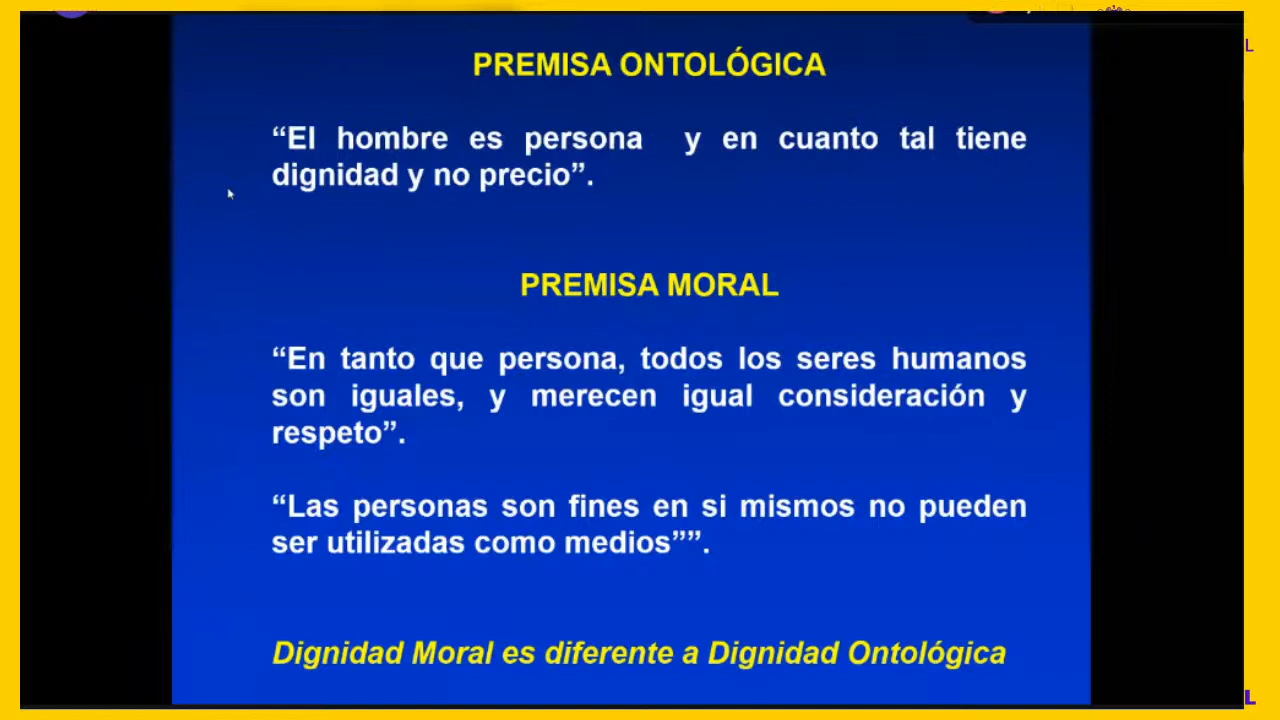 PREMISA ONTOLÓGICA
“El hombre es persona y en cuanto tal tiene
dignidad y no precio”.
PREMISA MORAL
“En tanto que persona, todos los seres humanos
son iguales, y merecen igual consideración y
respeto”.
“Las personas son fines en si mismos no pueden
ser utilizadas como medios””.
Dignidad Moral es diferente a Dignidad Ontológica
L
L